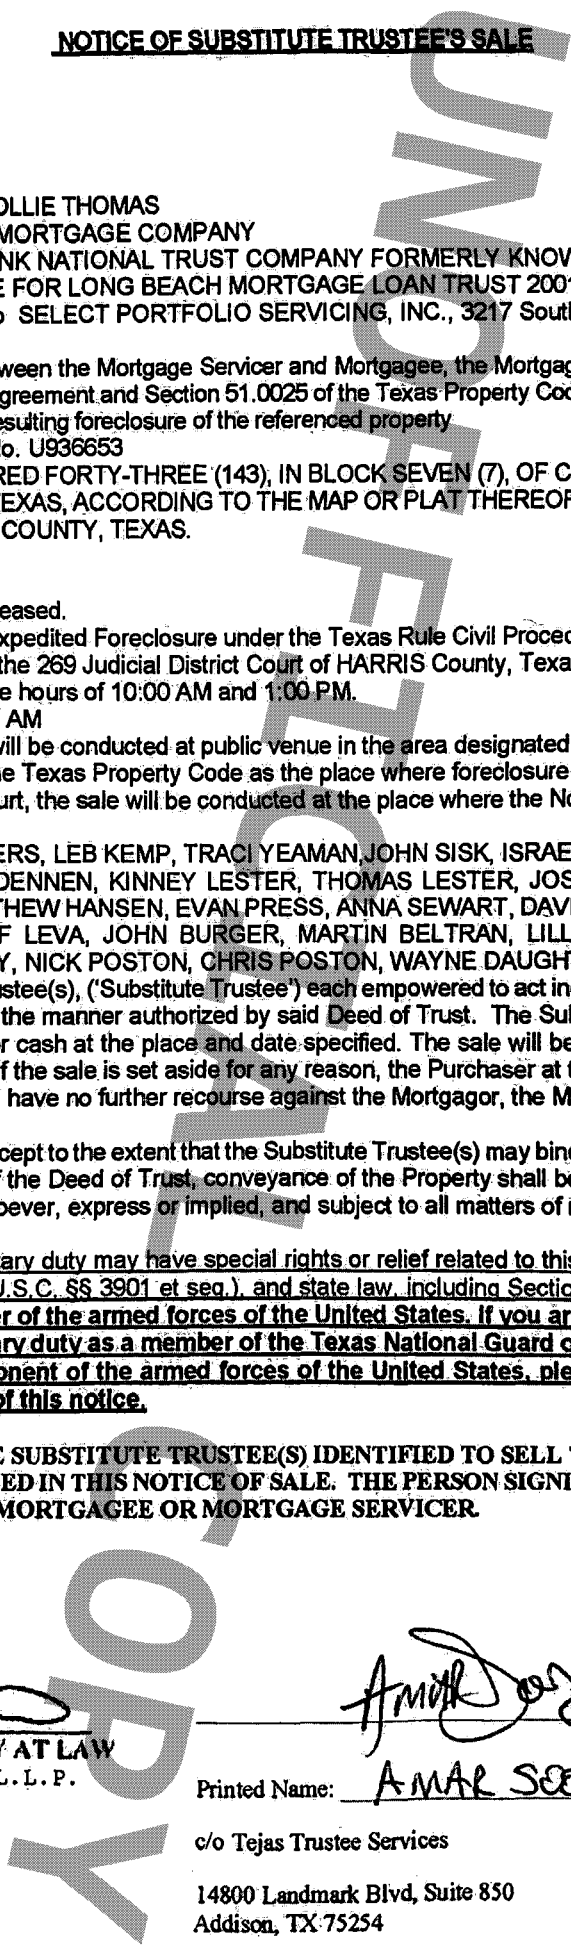 NOTICE OF SUBSTITUTE TRUSTEE'S SALE
OLLIE THOMAS
MORTGAGE COMPANY
NK NATIONAL TRUST COMPANY FORMERLY KNOW
E FOR LONG BEACH MORTGAGE LOAN TRUST 200
SELECT PORTFOLIO SERVICING, INC., 3217 South
ween the Mortgage Servicer and Mortgagee, the Mortgag
greement and Section 51.0025 of the Texas Property Cod
esulting foreclosure of the referenced property
o. U936653
RED FORTY-THREE (143), IN BLOCK SEVEN (7), OF C
TEXAS, ACCORDING TO THE MAP OR PLAT THEREOF
COUNTY, TEXAS.
eased.
xpedited Foreclosure under the Texas Rule Civil Proced
the 269 Judicial District Court of HARRIS County, Texa
e hours of 10:00 AM and 1:00 PM.
AM
will be conducted at public venue in the area designated
e Texas Property Code as the place where foreclosure
urt, the sale will be conducted at the place where the No
ERS, LEB KEMP, TRACI YEAMAN,JOHN SISK, ISRAE
DENNEN, KINNEY LESTER, THOMAS LESTER, JOS
THEW HANSEN, EVAN PRESS, ANNA SEWART, DAVI
F LEVA, JOHN BURGER, MARTIN BELTRAN, LILL
Y, NICK POSTON, CHRIS POSTON, WAYNE DAUGHT
ustee(s), ('Substitute Trustee') each empowered to act in
the manner authorized by said Deed of Trust. The Sub
r cash at the place and date specified. The sale will be
f the sale is set aside for any reason, the Purchaser at t
have no further recourse against the Mortgagor, the M
cept to the extent that the Substitute Trustee(s) may bind
f the Deed of Trust, conveyance of the Property shall be
oever, express or implied, and subject to all matters of
tary duty may have special rights or relief related to this
U.S.C. §§ 3901 et seq.), and state law, including Sectio
er of the armed forces of the United States. If you ar
ary duty as a member of the Texas National Guard o
onent of the armed forces of the United States, ple
of this notice.
E SUBSTITUTE TRUSTEE(S) IDENTIFIED TO SELL
ED IN THIS NOTICE OF SALE. THE PERSON SIGNI
MORTGAGEE OR MORTGAGE SERVICER.
Y AT LAW
L.L.P.
Printed Name: AMAR
c/o Tejas Trustee Services
14800 Landmark Blvd, Suite 850
Addison, TX 75254
UNOFFICIAL COPY